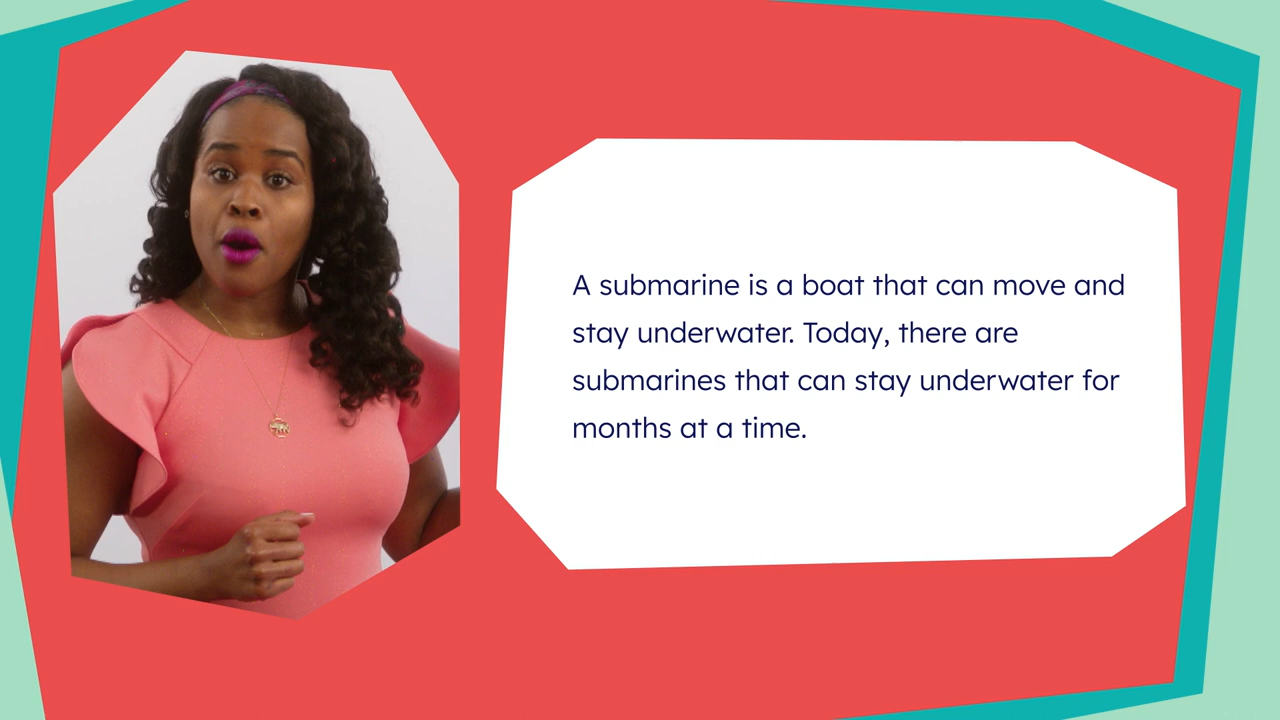 A submarine is a boat that can move and
stay underwater. Today, there are
submarines that can stay underwater for
months at a time.